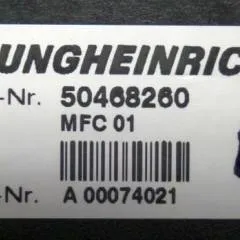 UNGHEINRIC
-Nr. 50468260
MFC 01
-Nr. A 00074021